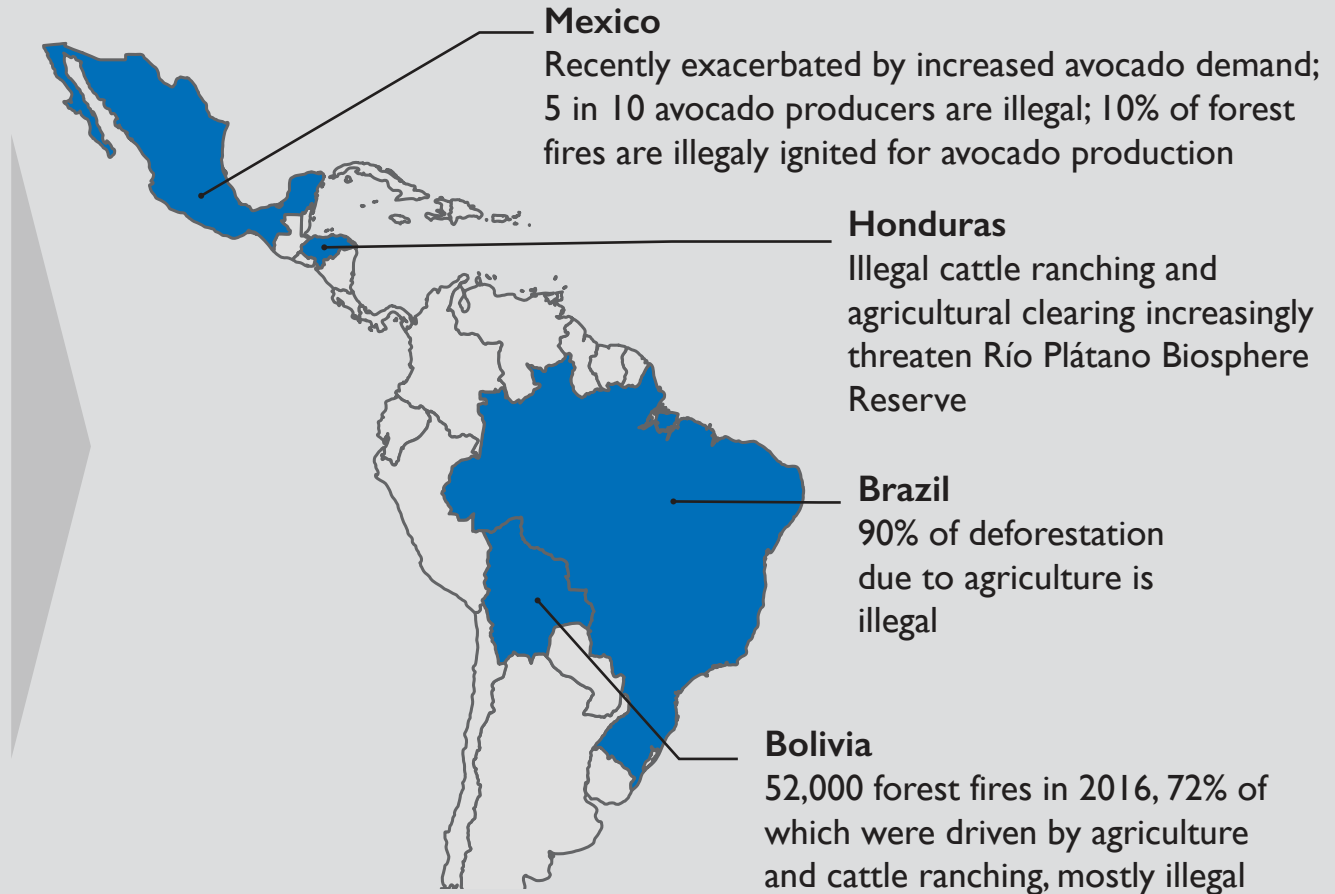 Mexico
Recently exacerbated by increased avocado demand;
5 in 10 avocado producers are illegal; 10% of forest
fires are illegaly ignited for avocado production
Honduras
Illegal cattle ranching and
agricultural clearing increasingly
threaten Río Plátano Biosphere
Reserve
Brazil
90% of deforestation
due to agriculture is
illegal
Bolivia
52,000 forest fires in 2016, 72% of
which were driven by agriculture
and cattle ranching, mostly illegal